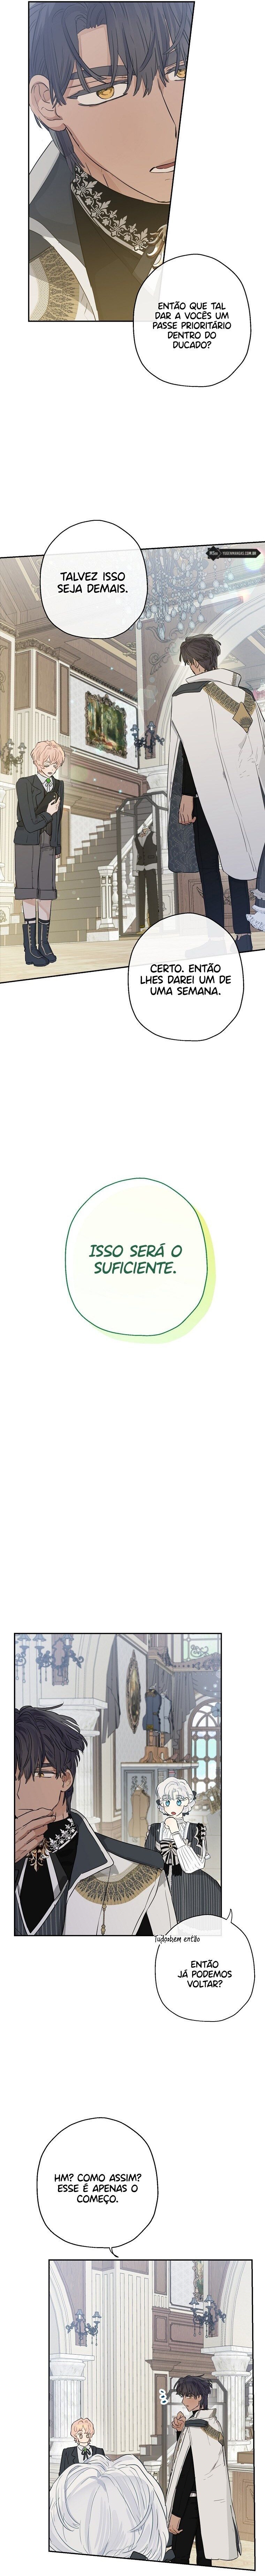 ENTÃO QUE TAL
DAR A VOCÊS UM
PASSE PRIORITÁRIO
DENTRO DO
DUCADO?
TALVEZ ISSO
SEJA DEMAIS.
CERTO. ENTÃO
LHES DAREI UM DE
UMA SEMANA.
ISSO SERÁ O
SUFICIENTE.
Tudo bem então
ENTÃO
JÁ PODEMOS
VOLTAR?
HM? COMO ASSIM?
ESSE É APENAS O
COMEÇO.